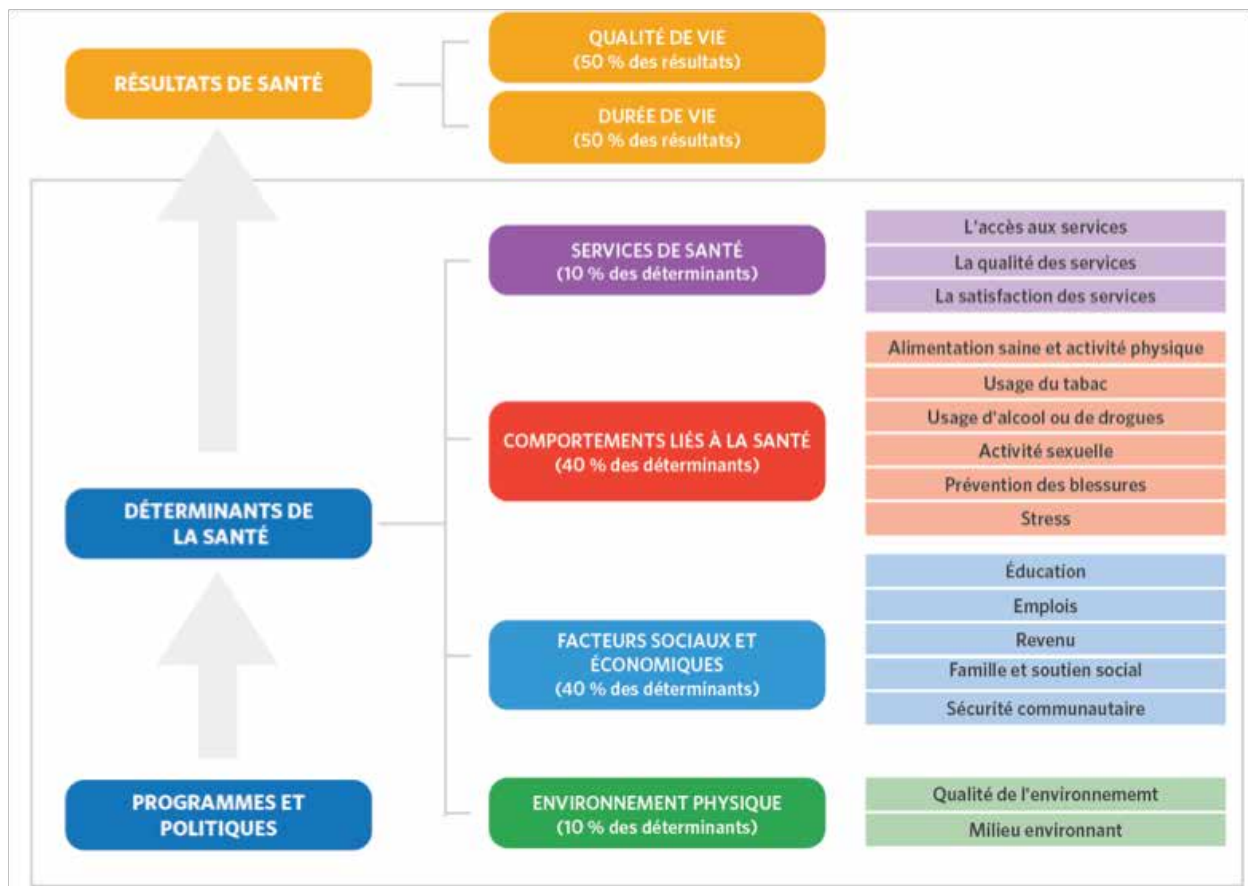 RÉSULTATS DE SANTÉ
QUALITÉ DE VIE
(50 % des résultats)
DURÉE DE VIE
(50 % des résultats)
SERVICES DE SANTÉ
(10 % des déterminants)
L'accès aux services
La qualité des services
La satisfaction des services
COMPORTEMENTS LIÉS À LA SANTÉ
(40 % des déterminants)
Alimentation saine et activité physique
Usage du tabac
Usage d'alcool ou de drogues
Activité sexuelle
Prévention des blessures
Stress
DÉTERMINANTS DE
LA SANTÉ
FACTEURS SOCIAUX ET
ÉCONOMIQUES
(40 % des déterminants)
Éducation
Emplois
Revenu
Famille et soutien social
Sécurité communautaire
PROGRAMMES ET
POLITIQUES
ENVIRONNEMENT PHYSIQUE
(10 % des déterminants)
Qualité de l'environnememt
Milieu environnant